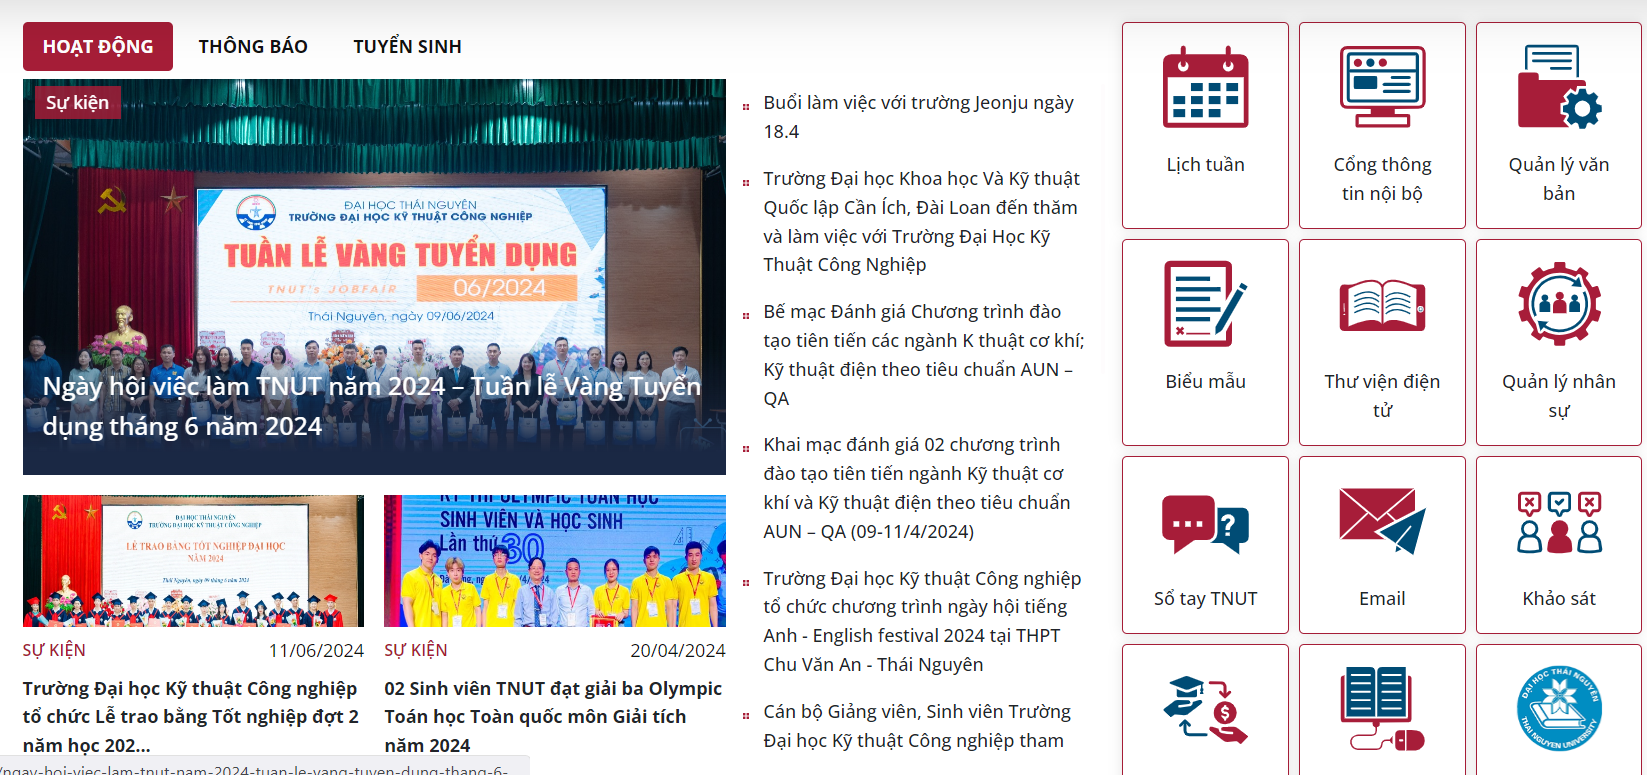 HOẠT ĐỘNG
THÔNG BÁO
TUYỂN SINH
Sự kiện
ĐẠI HỌC THÁI NGUYÊN
TRƯỜNG ĐẠI HỌC KỸ THUẬT CÔNG NGHIỆP
TUẦN LỄ VÀNG TUYỂN DỤNG
TNUT's JOBFAIR
06/2024
Thái Nguyên, ngày 09/06/2024
Ngày hội việc làm TNUT năm 2024 – Tuần lễ Vàng Tuyển
dụng tháng 6 năm 2024
ĐẠI HỌC THÁI NGUYÊN
TRƯỜNG ĐẠI HỌC KỸ THUẬT CÔNG NGHIỆP
LỄ TRAO BẰNG TỐT NGHIỆP ĐẠI HỌC
NĂM 2024
Thái Nguyên, ngày 09 tháng 6 năm 2024
SỰ KIỆN
11/06/2024
Trường Đại học Kỹ thuật Công nghiệp
tổ chức Lễ trao bằng Tốt nghiệp đợt 2
năm học 202...
KỲ THI OLYMPIC TOÁN HỌC
SINH VIÊN VÀ HỌC SINH
Lần thứ 30
SỰ KIỆN
20/04/2024
02 Sinh viên TNUT đạt giải ba Olympic
Toán học Toàn quốc môn Giải tích
năm 2024
/ngay-hoi-viec-lam-tnut-nam-2024-tuan-le-vang-tuyen-dung-thang-6-
Buổi làm việc với trường Jeonju ngày
18.4
Trường Đại học Khoa học Và Kỹ thuật
Quốc lập Cần Ích, Đài Loan đến thăm
và làm việc với Trường Đại Học Kỹ
Thuật Công Nghiệp
Bế mạc Đánh giá Chương trình đào
tạo tiên tiến các ngành K thuật cơ khí;
Kỹ thuật điện theo tiêu chuẩn AUN –
QA
Khai mạc đánh giá 02 chương trình
đào tạo tiên tiến ngành Kỹ thuật cơ
khí và Kỹ thuật điện theo tiêu chuẩn
AUN – QA (09-11/4/2024)
Trường Đại học Kỹ thuật Công nghiệp
tổ chức chương trình ngày hội tiếng
Anh - English festival 2024 tại THPT
Chu Văn An - Thái Nguyên
Cán bộ Giảng viên, Sinh viên Trường
Đại học Kỹ thuật Công nghiệp tham
Lịch tuần
Cổng thông
tin nội bộ
Quản lý văn
bản
Biểu mẫu
Thư viện điện
tử
Quản lý nhân
sự
Sổ tay TNUT
Email
Khảo sát
ĐẠI HỌC THÁI NGUYÊN
THAI NGUYEN UNIVERSITY